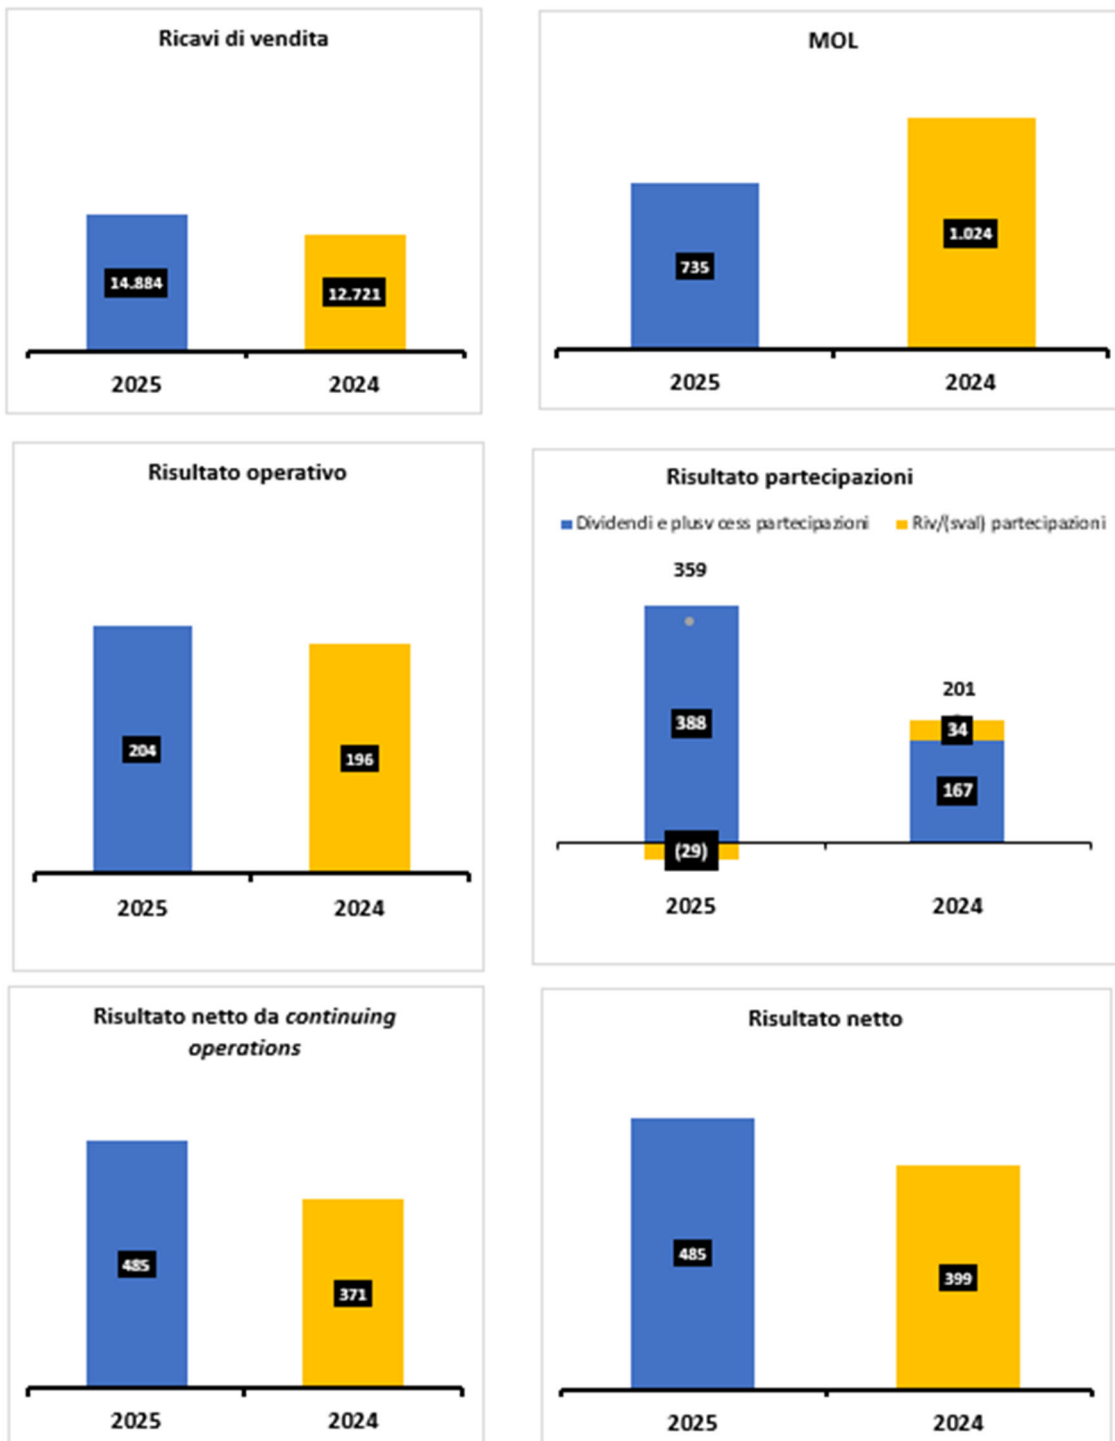 Ricavi di vendita
14.884
12.721
2025 2024
MOL
735
1.024
2025 2024
Risultato operativo
204
196
2025 2024
Risultato partecipazioni
Dividendi e plusv cess partecipazioni Riv/(sval) partecipazioni
359
201
388
34
167
(29)
2025 2024
Risultato netto da continuing
operations
485
371
2025 2024
Risultato netto
485
399
2025 2024